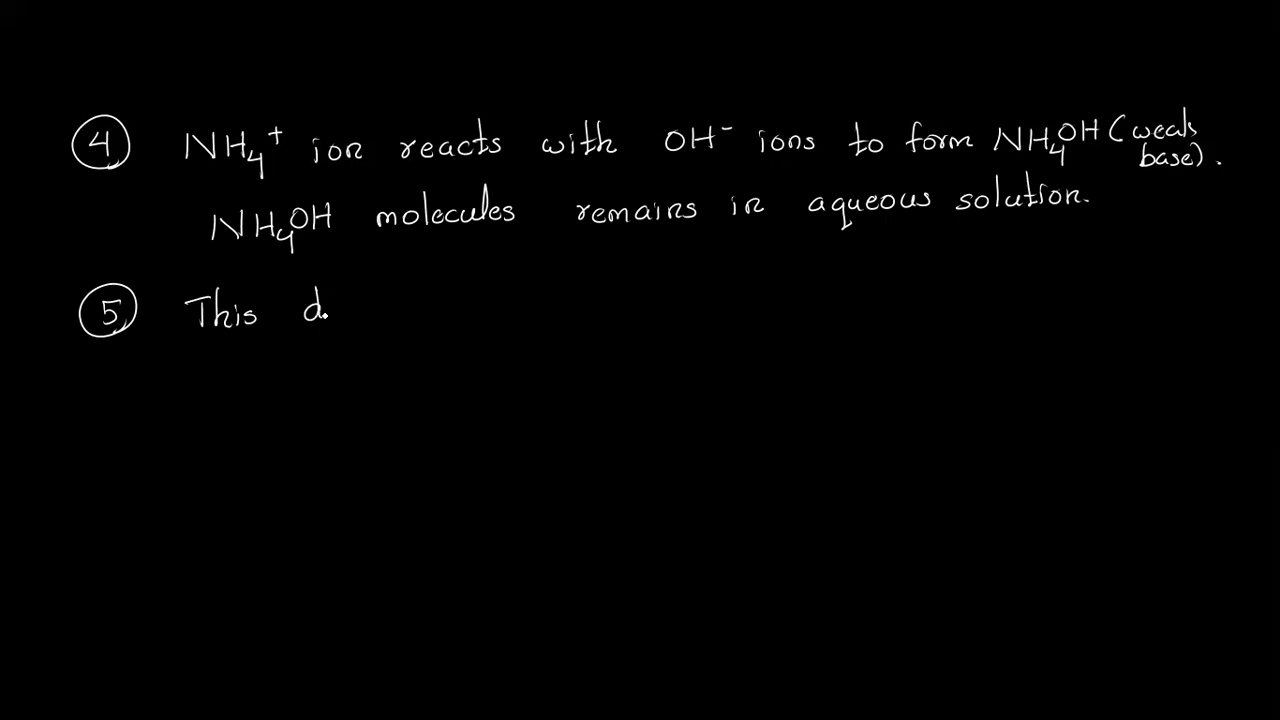 ④ NH₄⁺ ion reacts with OH⁻ ions to form NH₄OH (weak base).
NH₄OH molecules remains in aqueous solution.
⑤ This d